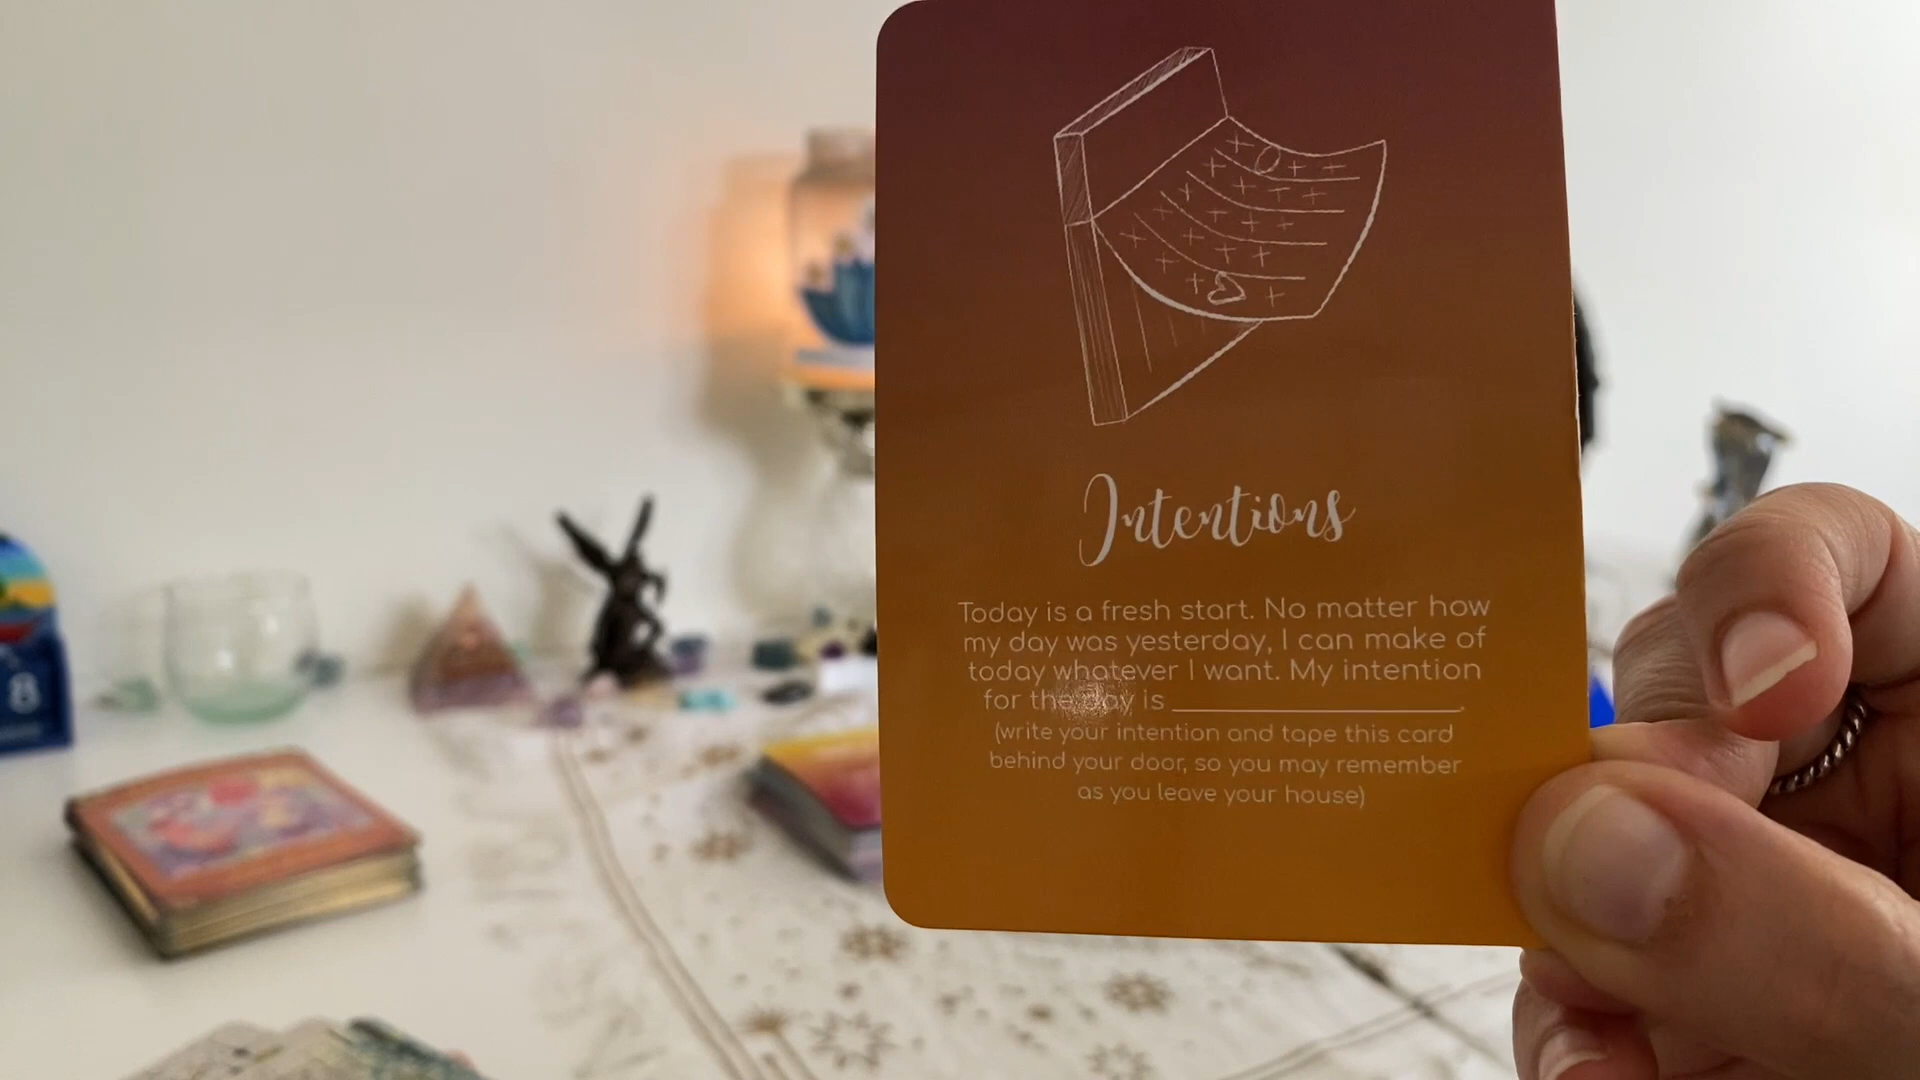 Intentions
Today is a fresh start. No matter how
my day was yesterday, I can make of
today whatever I want. My intention
for the day is ____________________.
(write your intention and tape this card
behind your door, so you may remember
as you leave your house)
8